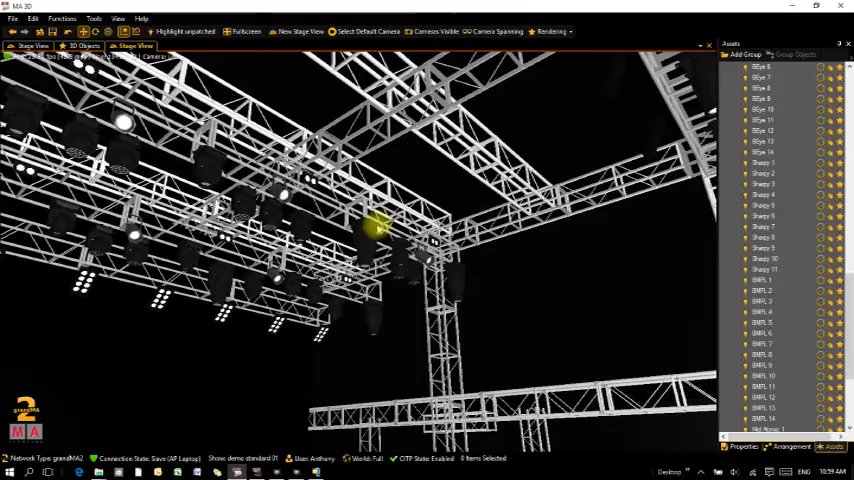 MA 3D
File Edit Functions Tools View Help
Highlight unpatched Fullscreen New Stage View Select Default Camera Cameras Visible Camera Spanning Rendering
Stage View 3D Objects Stage View
Assets
Add Group Group Objects
BEye 6
BEye 7
BEye 8
BEye 9
BEye 10
BEye 11
BEye 12
BEye 13
BEye 14
Sharpy 1
Sharpy 2
Sharpy 3
Sharpy 4
Sharpy 5
Sharpy 6
Sharpy 7
Sharpy 8
Sharpy 9
Sharpy 10
Sharpy 11
BMFL 1
BMFL 2
BMFL 3
BMFL 4
BMFL 5
BMFL 6
BMFL 7
BMFL 8
BMFL 9
BMFL 10
BMFL 11
BMFL 12
BMFL 13
BMFL 14
Mid Atomic 1
2
grandMA
MA
Properties Arrangement Assets
Network Type: grandMA2 Connection State: Slave (AP Laptop) Show: demo standard 01 User: Anthony World: Full CITP State: Enabled 0 Items Selected
Desktop ENG 10:59 AM